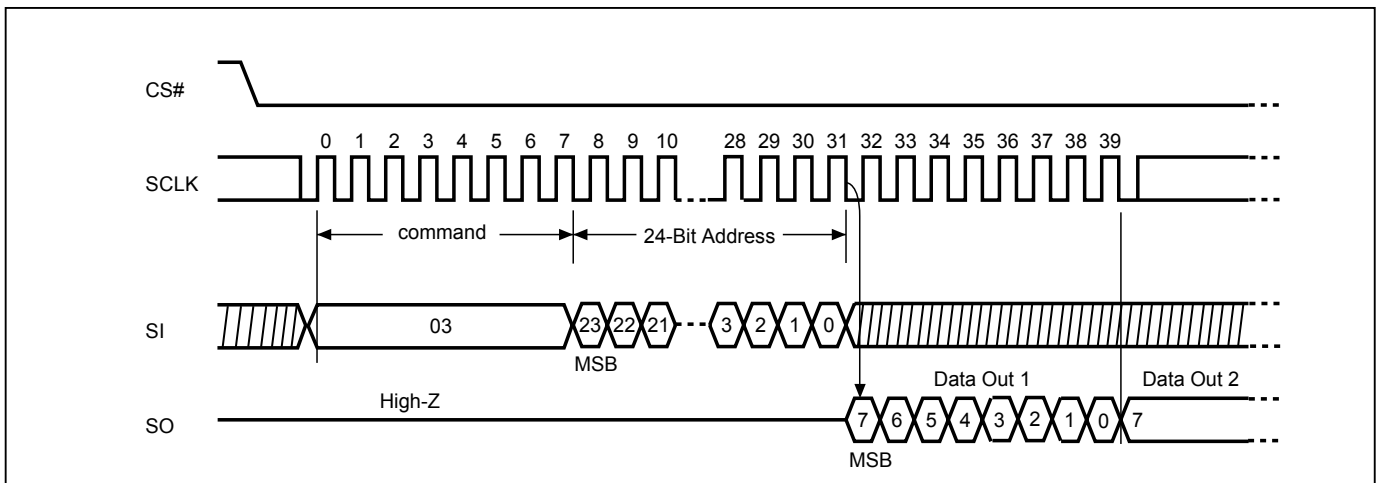 CS#
0 1 2 3 4 5 6 7 8 9 10 28 29 30 31 32 33 34 35 36 37 38 39
SCLK
command
24-Bit Address
SI
03
23 22 21 3 2 1 0
MSB
Data Out 1
Data Out 2
High-Z
SO
7 6 5 4 3 2 1 0 7
MSB